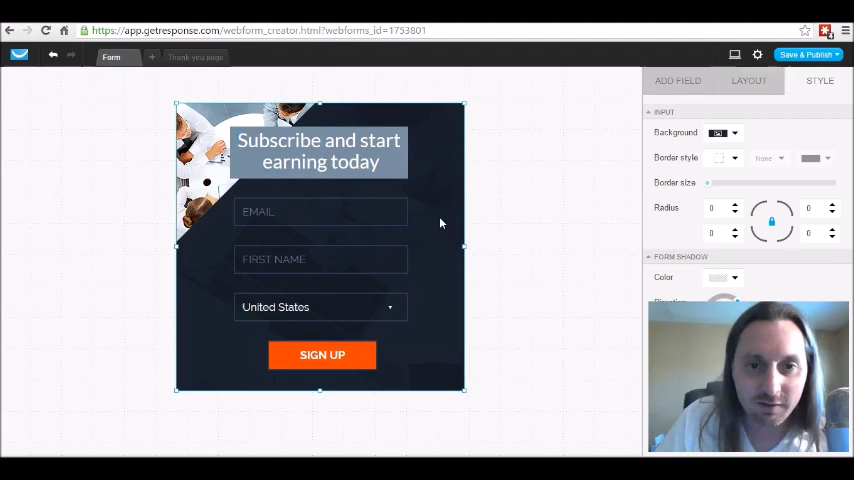 https://app.getresponse.com/webform_creator.html?webforms_id=1753801
4
Form
+
Thank you page
Save & Publish
ADD FIELD
LAYOUT
STYLE
INPUT
Background
Border style
None
Border size
Radius
0
0
0
0
FORM SHADOW
Color
Subscribe and start
earning today
EMAIL
FIRST NAME
United States
SIGN UP